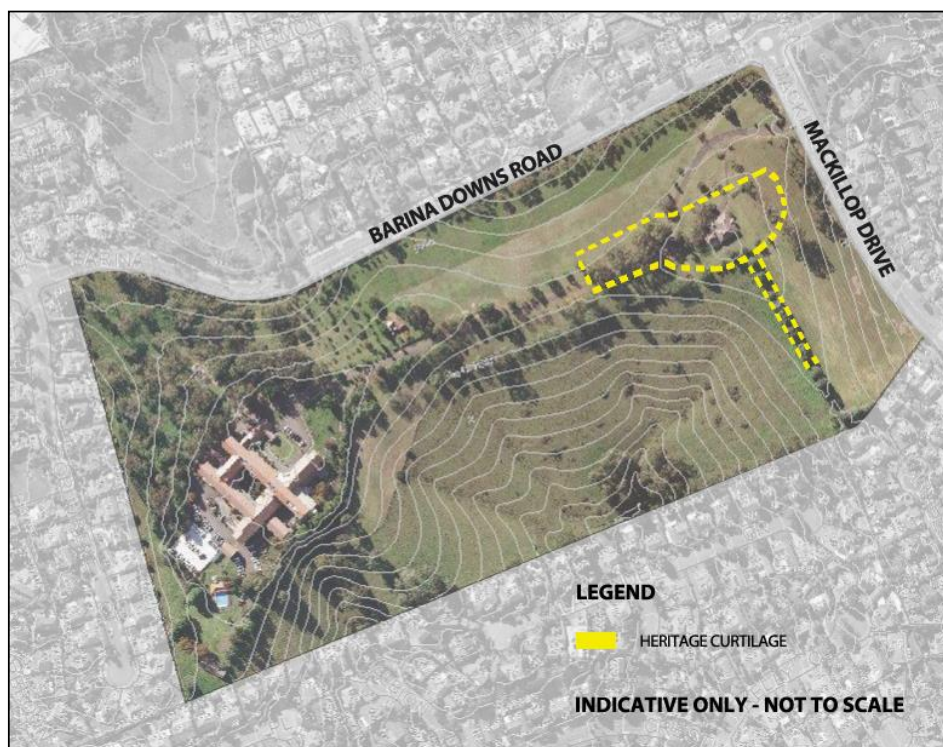 BARINA DOWNS ROAD
MACKILLOP DRIVE
LEGEND
HERITAGE CURTILAGE
INDICATIVE ONLY - NOT TO SCALE